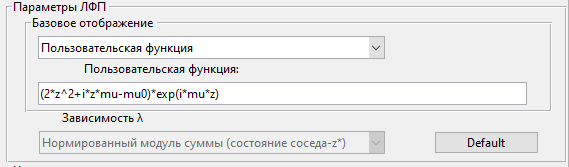 Параметры ЛФП
Базовое отображение
Пользовательская функция
Пользовательская функция:
(2*z^2+i*z*mu-mu0)*exp(i*mu*z)
Зависимость λ
Нормированный модуль суммы (состояние соседа-z*)
Default